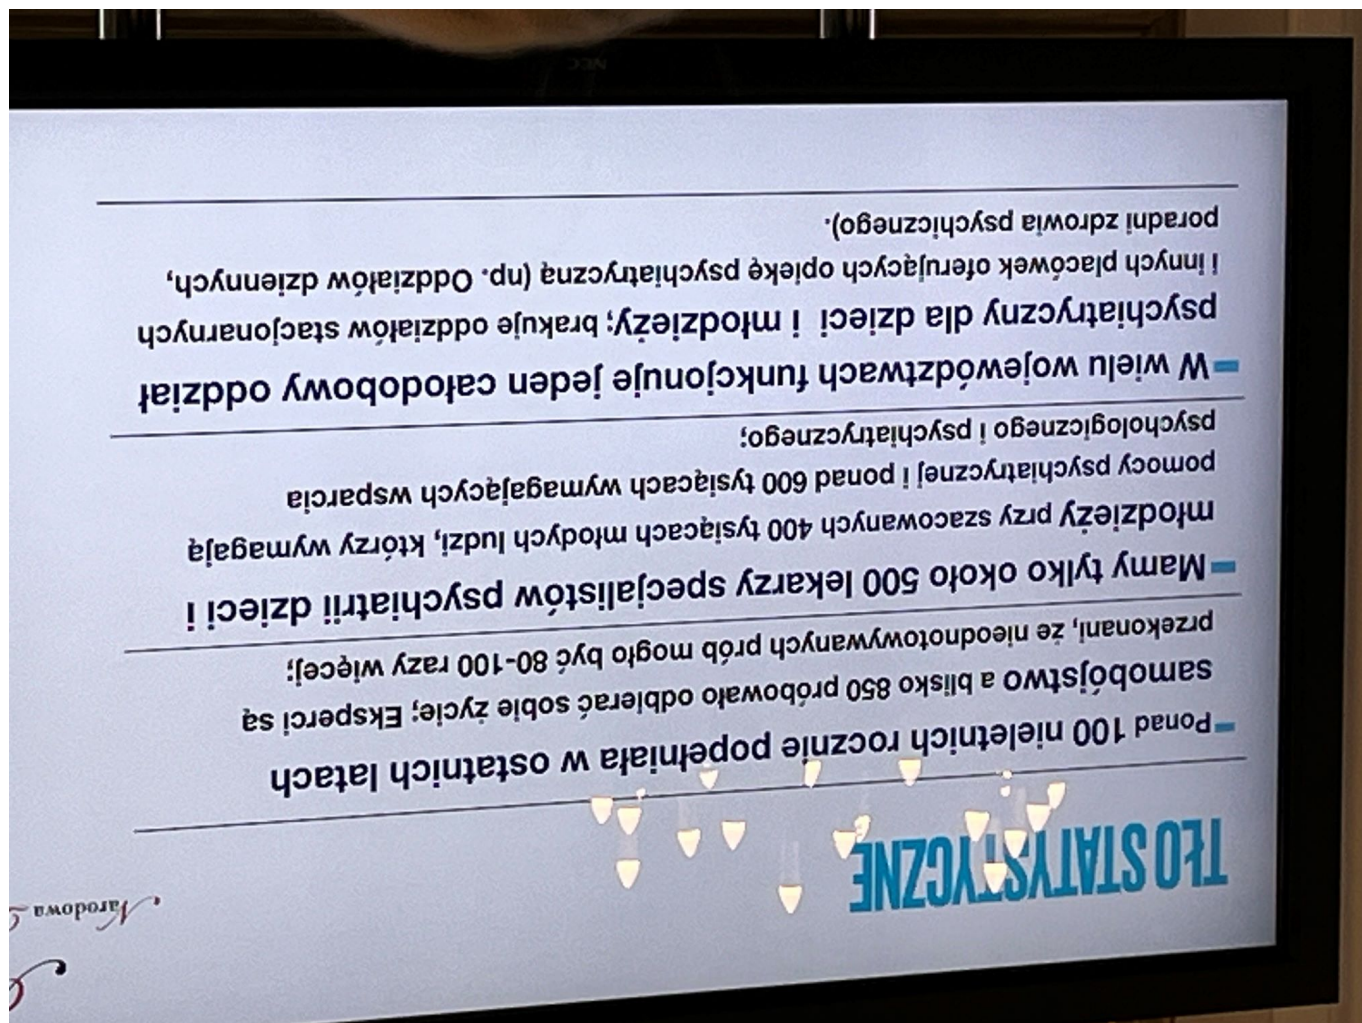 Narodowa
TŁO STATYSTYCZNE
Ponad 100 nieletnich rocznie popełniała w ostatnich latach
samobójstwo a blisko 850 próbowało odbierać sobie życie; Eksperci są
przekonani, że nieodnotowywanych prób mogło być 80-100 razy więcej;
Mamy tylko około 500 lekarzy specjalistów psychiatrii dzieci i
młodzieży przy szacowanych 400 tysiącach młodych ludzi, którzy wymagają
pomocy psychiatrycznej i ponad 600 tysiącach wymagających wsparcia
psychologicznego i psychiatrycznego;
W wielu województwach funkcjonuje jeden całodobowy oddział
psychiatryczny dla dzieci i młodzieży; brakuje oddziałów stacjonarnych
i innych placówek oferujących opiekę psychiatryczną (np. Oddziałów dziennych,
poradni zdrowia psychicznego).
NEC